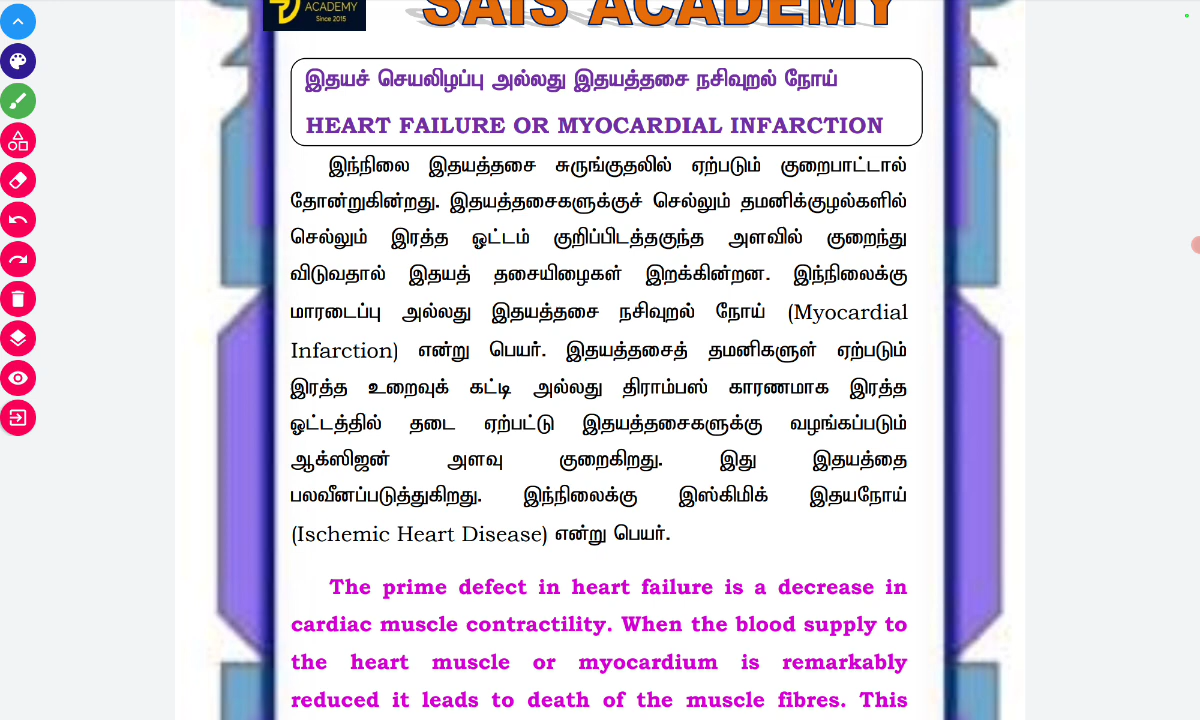 ACADEMY
Since 2015
SAIS ACADEMY
இதயச் செயலிழப்பு அல்லது இதயத்தசை நசிவுறல் நோய்
HEART FAILURE OR MYOCARDIAL INFARCTION
இந்நிலை இதயத்தசை சுருங்குதலில் ஏற்படும் குறைபாட்டால்
தோன்றுகின்றது. இதயத்தசைகளுக்குச் செல்லும் தமனிக்குழல்களில்
செல்லும் இரத்த ஓட்டம் குறிப்பிடத்தகுந்த அளவில் குறைந்து
விடுவதால் இதயத் தசையிழைகள் இறக்கின்றன. இந்நிலைக்கு
மாரடைப்பு அல்லது இதயத்தசை நசிவுறல் நோய் (Myocardial
Infarction) என்று பெயர். இதயத்தசைத் தமனிகளுள் ஏற்படும்
இரத்த உறைவுக் கட்டி அல்லது திராம்பஸ் காரணமாக இரத்த
ஓட்டத்தில் தடை ஏற்பட்டு இதயத்தசைகளுக்கு வழங்கப்படும்
ஆக்ஸிஜன் அளவு குறைகிறது. இது இதயத்தை
பலவீனப்படுத்துகிறது. இந்நிலைக்கு இஸ்கிமிக் இதயநோய்
(Ischemic Heart Disease) என்று பெயர்.
The prime defect in heart failure is a decrease in
cardiac muscle contractility. When the blood supply to
the heart muscle or myocardium is remarkably
reduced it leads to death of the muscle fibres. This